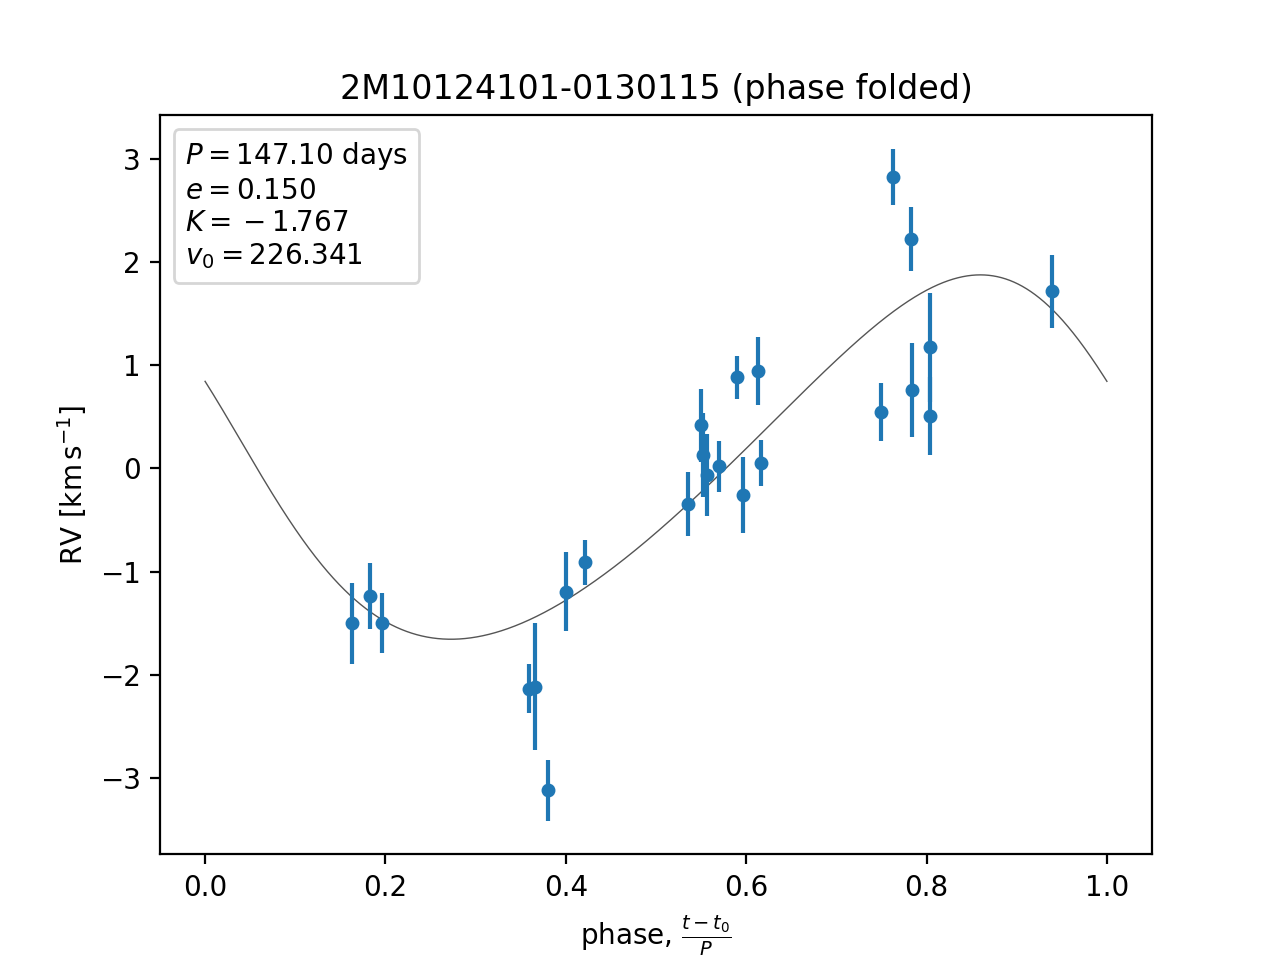 2M10124101-0130115 (phase folded)
P = 147.10 days
e = 0.150
K = −1.767
v₀ = 226.341
3
2
1
0
−1
−2
−3
RV [km s⁻¹]
0.0 0.2 0.4 0.6 0.8 1.0
phase, (t − t₀)/P